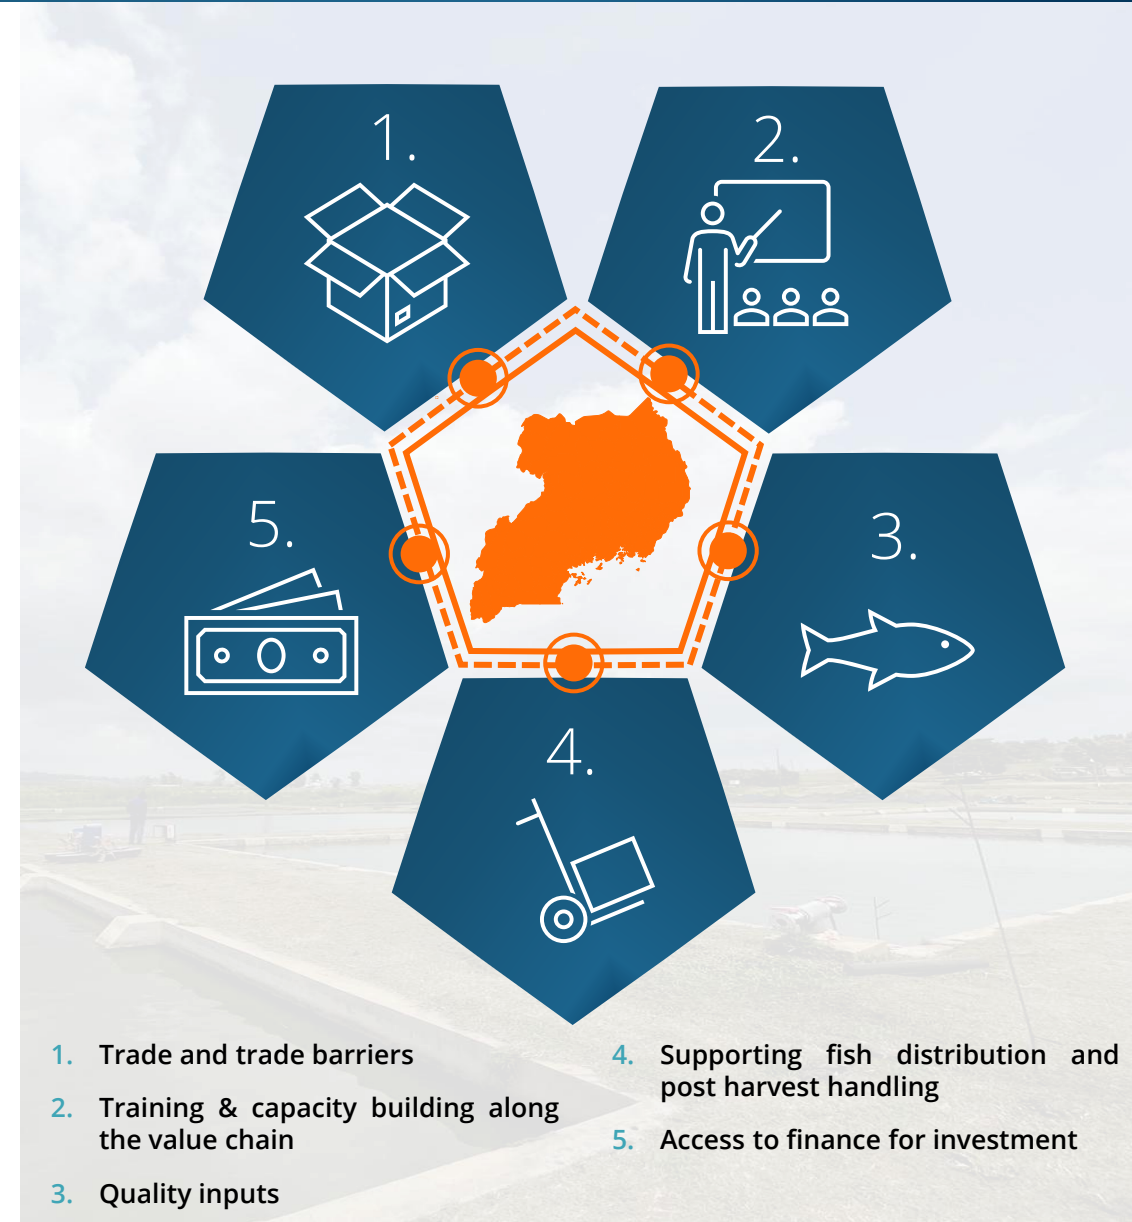 1.
2.
5.
3.
4.
1. Trade and trade barriers
2. Training & capacity building along
the value chain
3. Quality inputs
4. Supporting fish distribution and
post harvest handling
5. Access to finance for investment